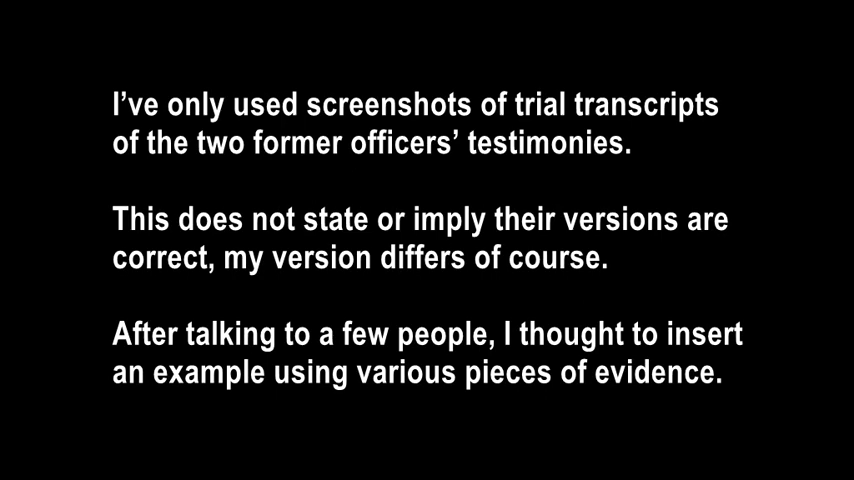 I’ve only used screenshots of trial transcripts
of the two former officers’ testimonies.
This does not state or imply their versions are
correct, my version differs of course.
After talking to a few people, I thought to insert
an example using various pieces of evidence.